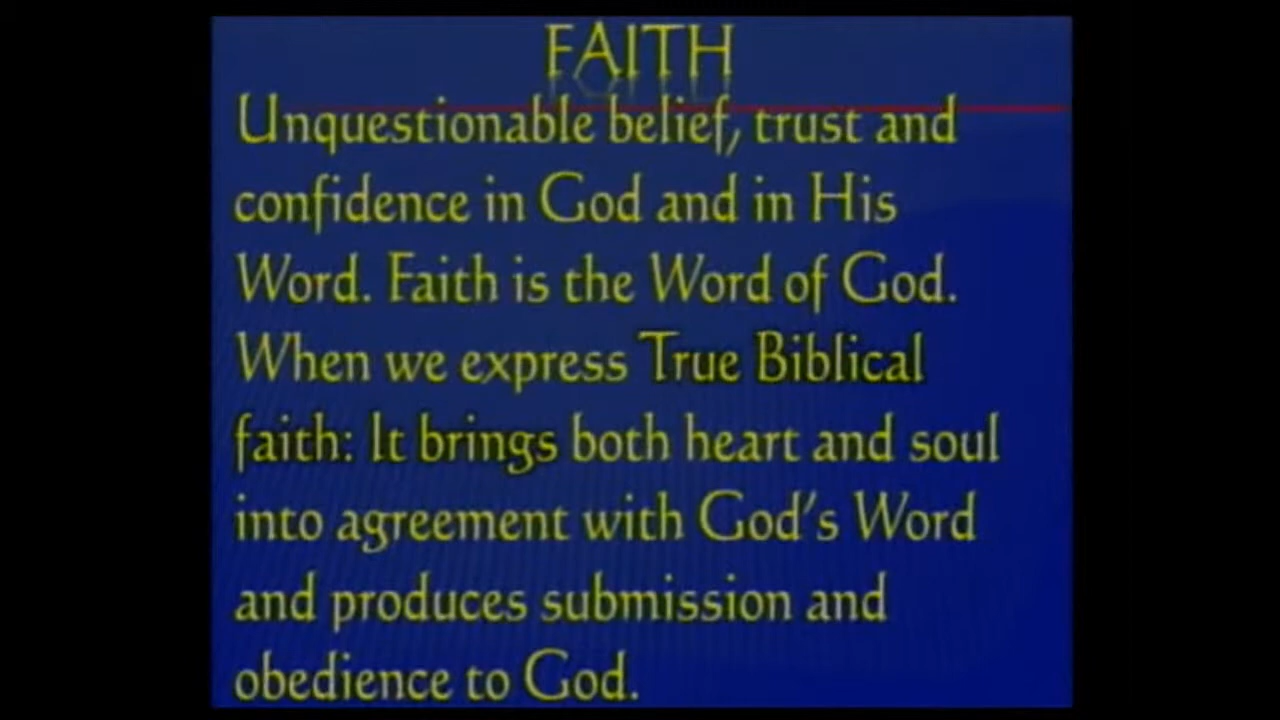 FAITH
Unquestionable belief, trust and
confidence in God and in His
Word. Faith is the Word of God.
When we express True Biblical
faith: It brings both heart and soul
into agreement with God's Word
and produces submission and
obedience to God.